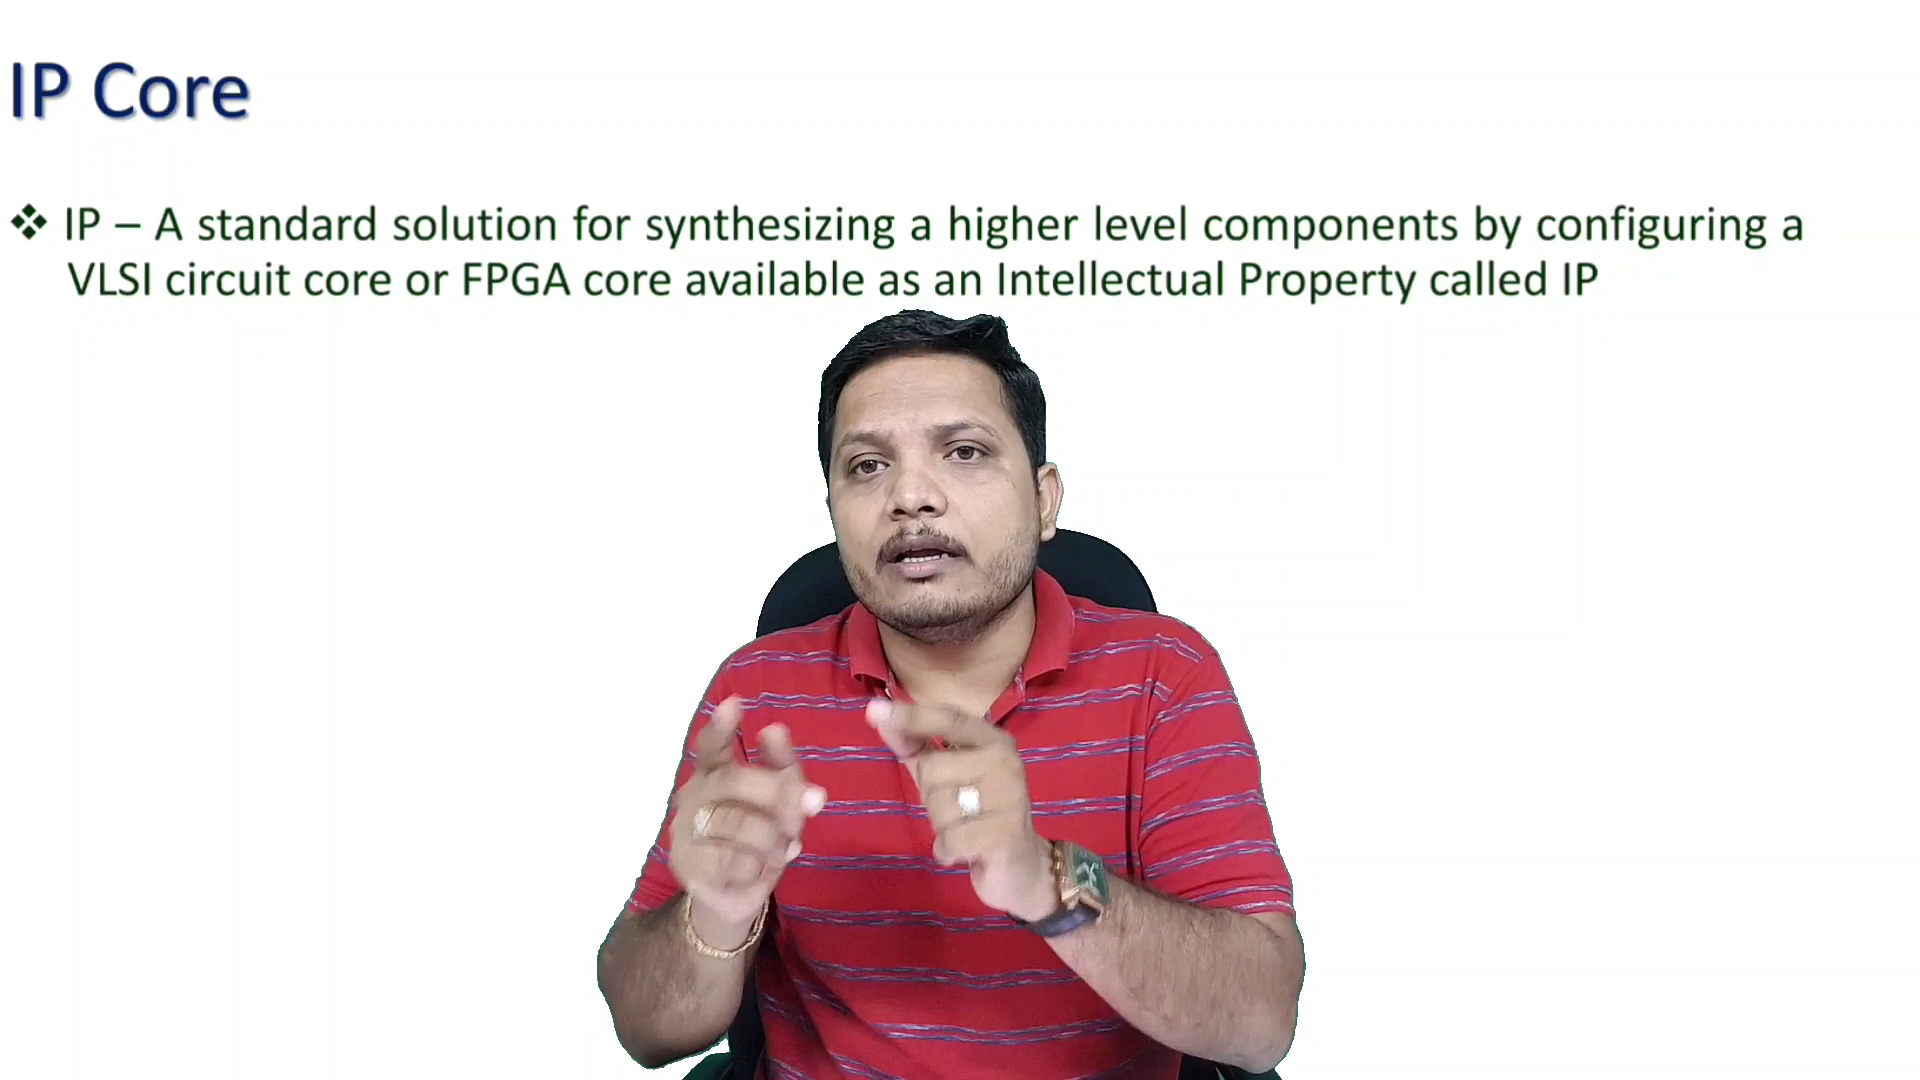 IP Core
❖ IP – A standard solution for synthesizing a higher level components by configuring a
VLSI circuit core or FPGA core available as an Intellectual Property called IP